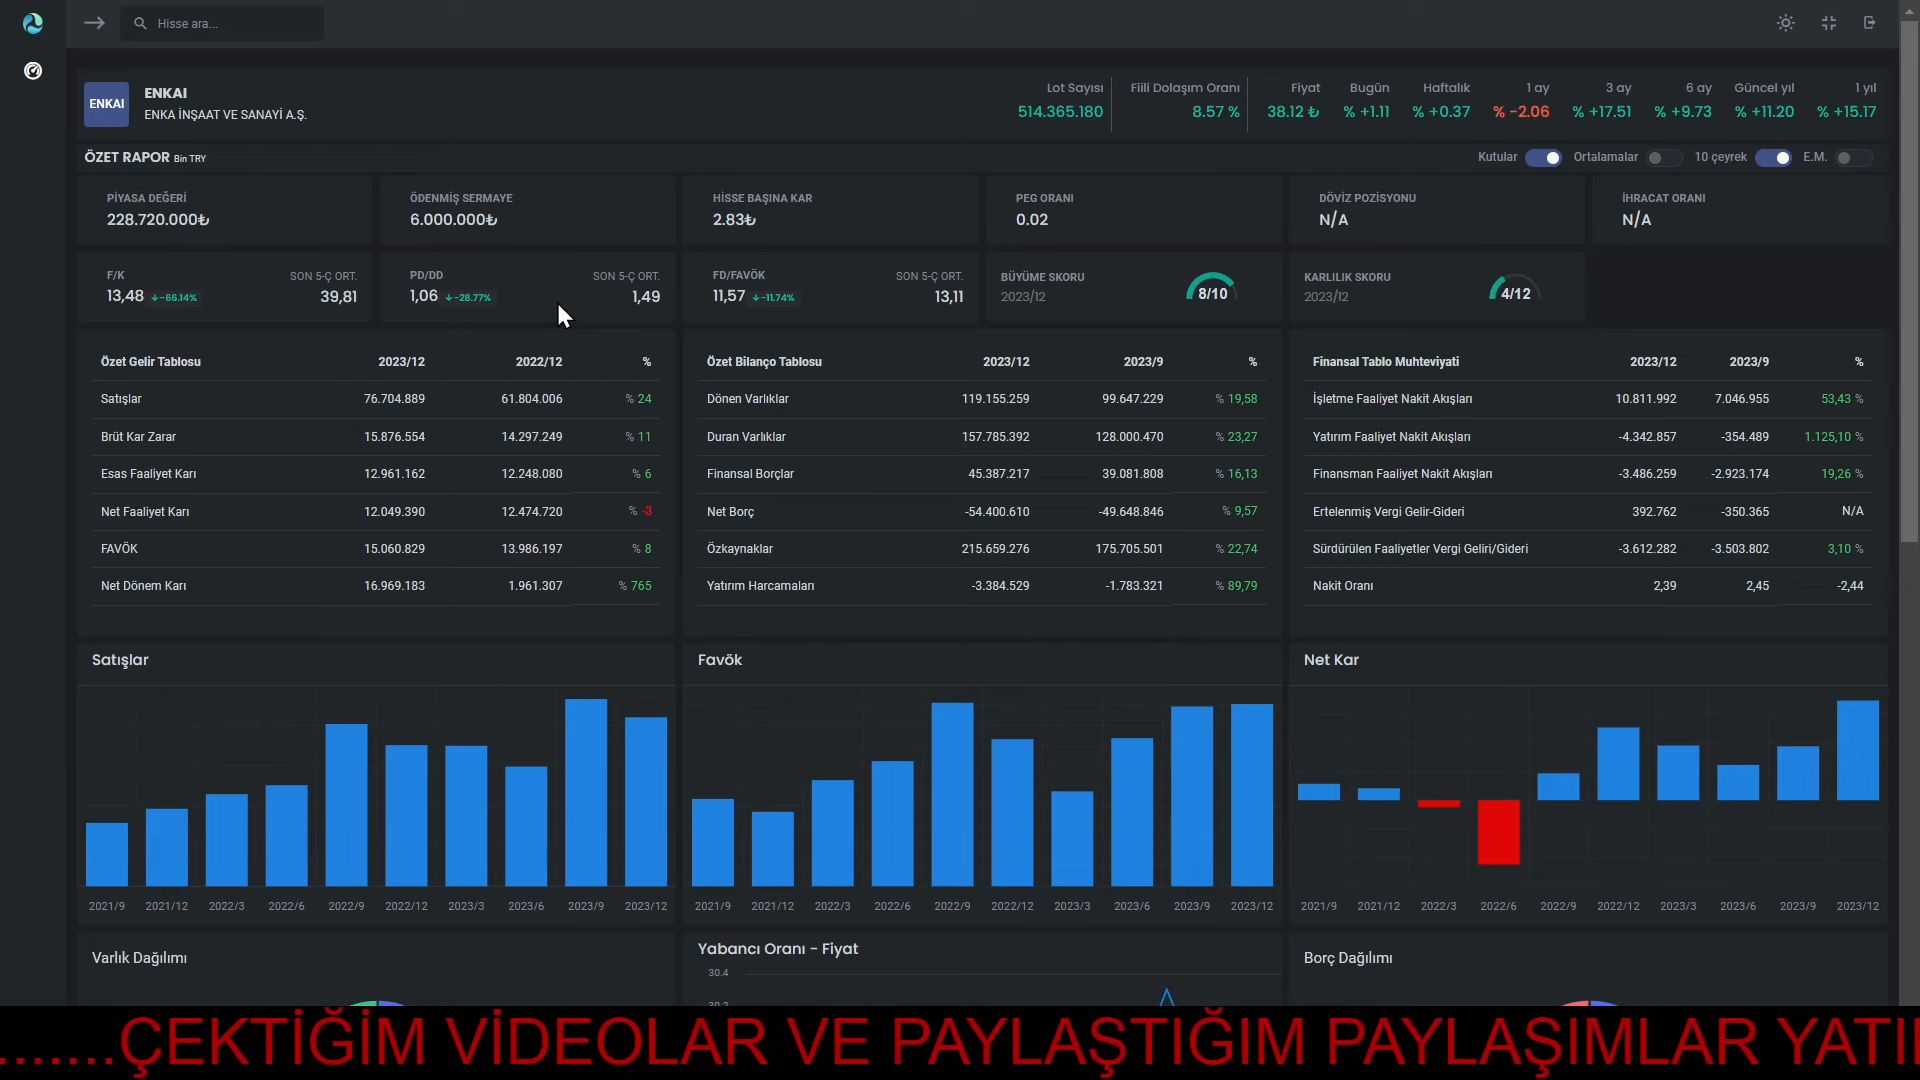 Hisse ara...
ENKAI
ENKAI
ENKA İNŞAAT VE SANAYİ A.Ş.
Lot Sayısı
514.365.180
Fiili Dolaşım Oranı
8.57 %
Fiyat
38.12 ₺
Bugün
% +1.11
Haftalık
% +0.37
1 ay
% -2.06
3 ay
% +17.51
6 ay
% +9.73
Güncel yıl
% +11.20
1 yıl
% +15.17
ÖZET RAPOR Bin TRY
Kutular Ortalamalar 10 çeyrek E.M.
PİYASA DEĞERİ
228.720.000₺
ÖDENMİŞ SERMAYE
6.000.000₺
HİSSE BAŞINA KAR
2.83₺
PEG ORANI
0.02
DÖVİZ POZİSYONU
N/A
İHRACAT ORANI
N/A
F/K SON 5-Ç ORT.
13,48 -66.14% 39,81
PD/DD SON 5-Ç ORT.
1,06 -28.77% 1,49
FD/FAVÖK SON 5-Ç ORT.
11,57 -11.74% 13,11
BÜYÜME SKORU
2023/12
8/10
KARLILIK SKORU
2023/12
4/12
Özet Gelir Tablosu 2023/12 2022/12 %
Satışlar 76.704.889 61.804.006 % 24
Brüt Kar Zarar 15.876.554 14.297.249 % 11
Esas Faaliyet Karı 12.961.162 12.248.080 % 6
Net Faaliyet Karı 12.049.390 12.474.720 % -3
FAVÖK 15.060.829 13.986.197 % 8
Net Dönem Karı 16.969.183 1.961.307 % 765
Özet Bilanço Tablosu 2023/12 2023/9 %
Dönen Varlıklar 119.155.259 99.647.229 % 19,58
Duran Varlıklar 157.785.392 128.000.470 % 23,27
Finansal Borçlar 45.387.217 39.081.808 % 16,13
Net Borç -54.400.610 -49.648.846 % 9,57
Özkaynaklar 215.659.276 175.705.501 % 22,74
Yatırım Harcamaları -3.384.529 -1.783.321 % 89,79
Finansal Tablo Muhteviyati 2023/12 2023/9 %
İşletme Faaliyet Nakit Akışları 10.811.992 7.046.955 53,43 %
Yatırım Faaliyet Nakit Akışları -4.342.857 -354.489 1.125,10 %
Finansman Faaliyet Nakit Akışları -3.486.259 -2.923.174 19,26 %
Ertelenmiş Vergi Gelir-Gideri 392.762 -350.365 N/A
Sürdürülen Faaliyetler Vergi Geliri/Gideri -3.612.282 -3.503.802 3,10 %
Nakit Oranı 2,39 2,45 -2,44
Satışlar
2021/9 2021/12 2022/3 2022/6 2022/9 2022/12 2023/3 2023/6 2023/9 2023/12
Favök
2021/9 2021/12 2022/3 2022/6 2022/9 2022/12 2023/3 2023/6 2023/9 2023/12
Net Kar
2021/9 2021/12 2022/3 2022/6 2022/9 2022/12 2023/3 2023/6 2023/9 2023/12
Varlık Dağılımı
Yabancı Oranı - Fiyat
30.4
30.2
Borç Dağılımı
.......ÇEKTİĞİM VİDEOLAR VE PAYLAŞTIĞIM PAYLAŞIMLAR YATI